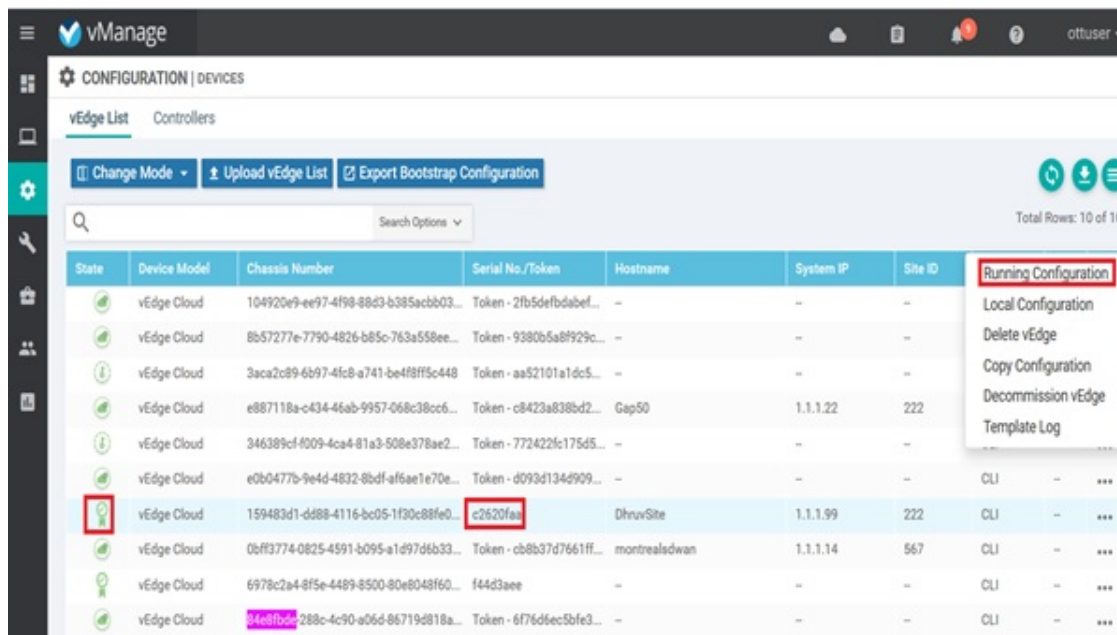 vManage
ottuser
CONFIGURATION | DEVICES
vEdge List Controllers
Change Mode Upload vEdge List Export Bootstrap Configuration
Search Options
Total Rows: 10 of 10
State Device Model Chassis Number Serial No./Token Hostname System IP Site ID
Running Configuration
Local Configuration
Delete vEdge
Copy Configuration
Decommission vEdge
Template Log
vEdge Cloud 104920e9-ee97-4f98-88d3-b385acbb03... Token - 2fb5defbdabef... --
vEdge Cloud 8b57277e-7790-4826-b85c-763a558ee... Token - 9380b5a8f929c... --
vEdge Cloud 3aca2c89-6b97-4fc8-a741-be4f8ff5c448 Token - aa52101a1dc5... --
vEdge Cloud e887118a-c434-46ab-9957-068c38cc6... Token - c8423a838bd2... Gap50 1.1.1.22 222
vEdge Cloud 346389cf-f009-4ca4-81a3-508e378ae2... Token - 772422fc175d5... -- ...
vEdge Cloud e0b0477b-9e4d-4832-8bdf-af6ae1e70e... Token - d093d134d909... -- -- -- CLI -- ...
vEdge Cloud 159483d1-dd88-4116-bc05-1f30c88fe0... c2620faa DhruvSite 1.1.1.99 222 CLI -- ...
vEdge Cloud 0bff3774-0825-4591-b095-a1d97d6b33... Token - cb8b37d7661ff... montrealsdwan 1.1.1.14 567 CLI -- ...
vEdge Cloud 6978c2a4-8f5e-4489-8500-80e8048f60... f44d3aee -- -- -- CLI -- ...
vEdge Cloud 84e8fbde-288c-4c90-a06d-86719d818a... Token - 6f76d6ec5bfe3... -- -- -- CLI -- ...